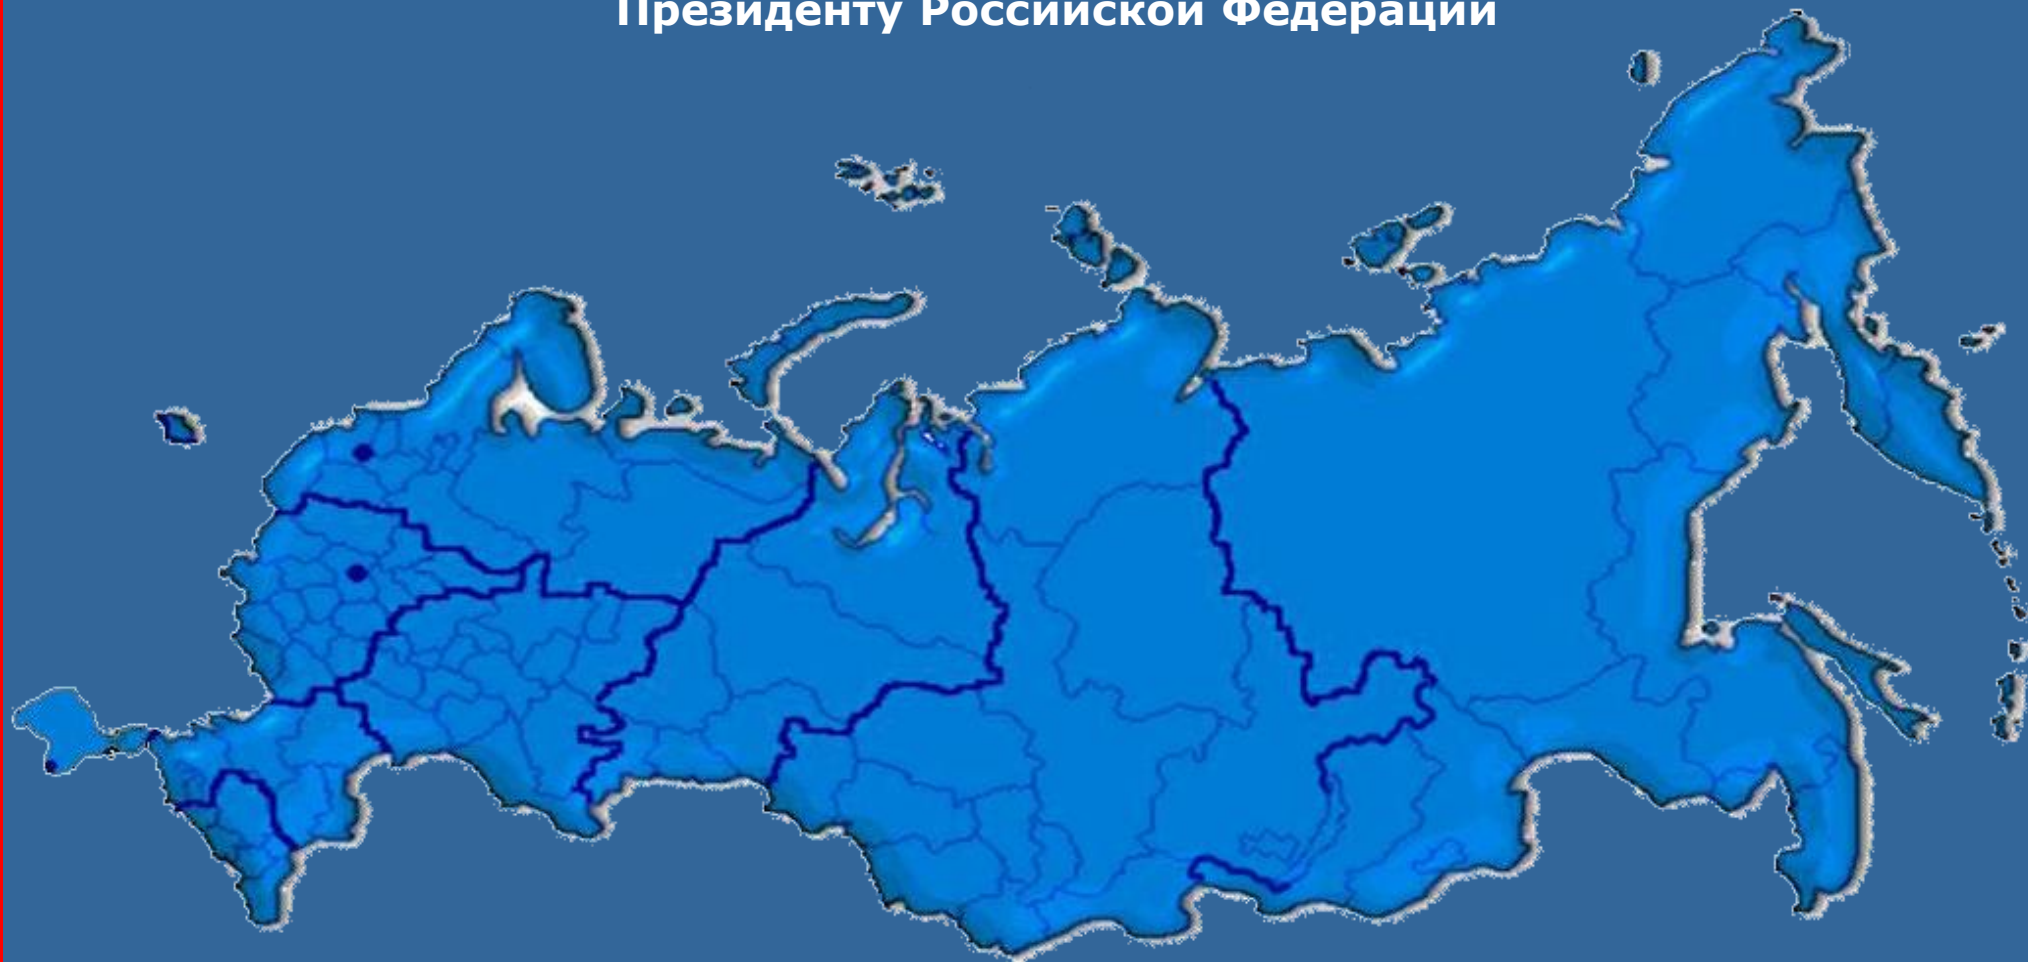 Президенту Российской Федерации